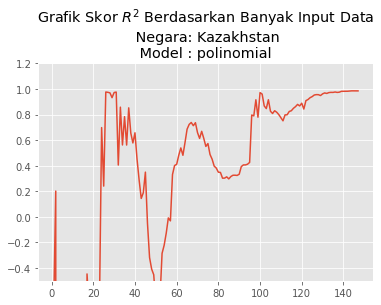 Grafik Skor R² Berdasarkan Banyak Input Data
Negara: Kazakhstan
Model : polinomial
1.2
1.0
0.8
0.6
0.4
0.2
0.0
−0.2
−0.4
0 20 40 60 80 100 120 140